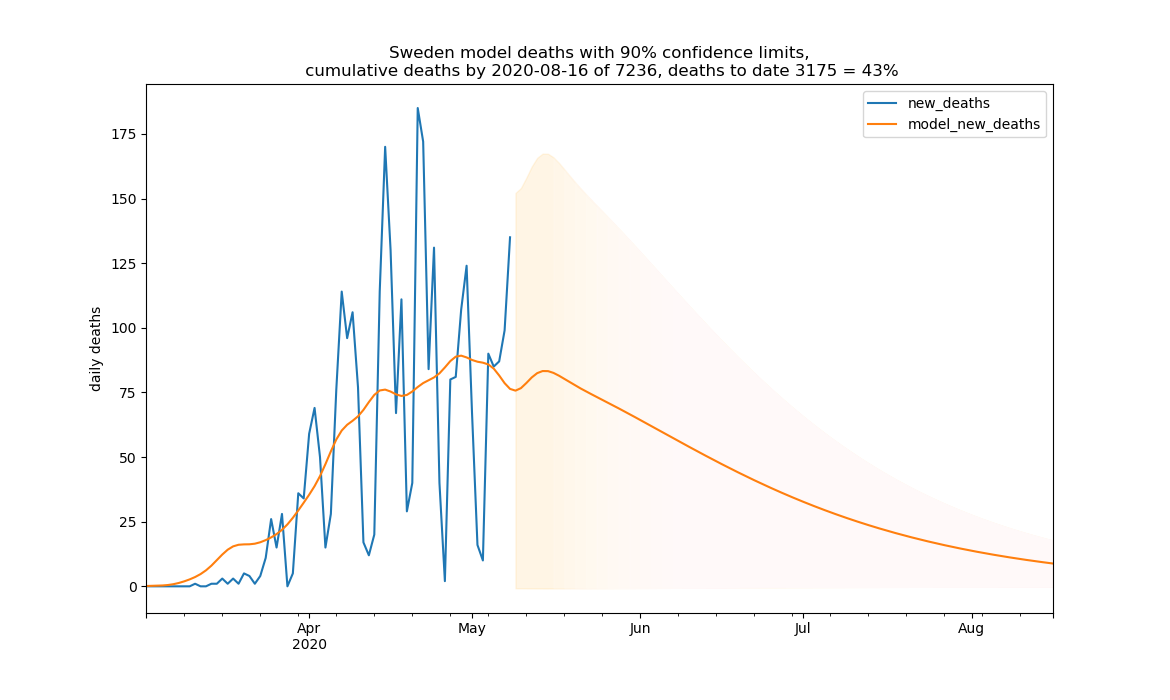 Sweden model deaths with 90% confidence limits,
cumulative deaths by 2020-08-16 of 7236, deaths to date 3175 = 43%
new_deaths
model_new_deaths
175
150
125
100
75
50
25
0
daily deaths
Apr
2020
May
Jun
Jul
Aug